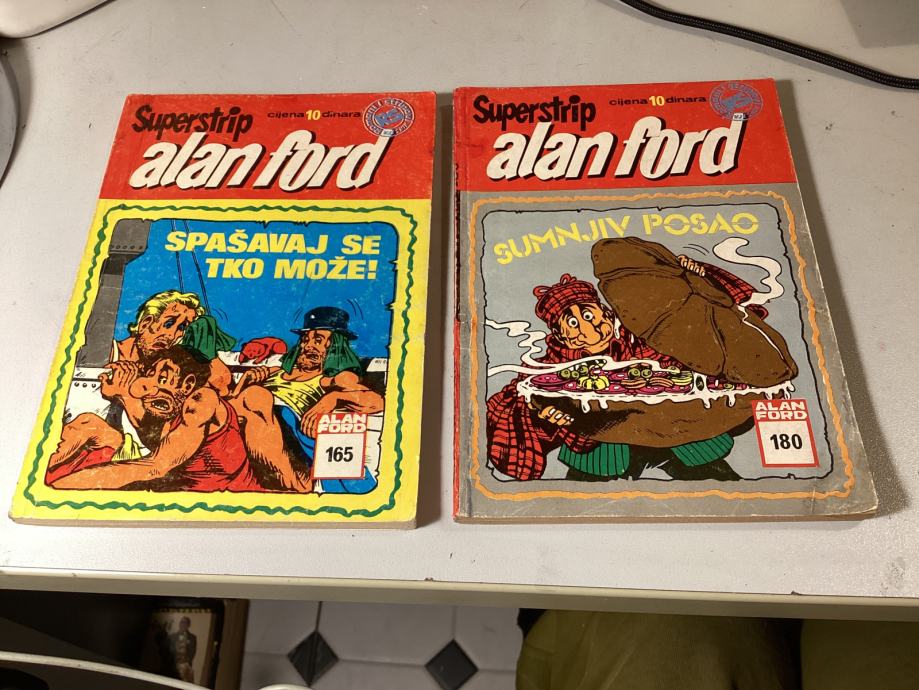 Superstrip
cijena 10 dinara
alan ford
SPAŠAVAJ SE
TKO MOŽE!
ALAN
FORD
165
Superstrip
cijena 10 dinara
alan ford
SUMNJIV POSAO
ALAN
FORD
180